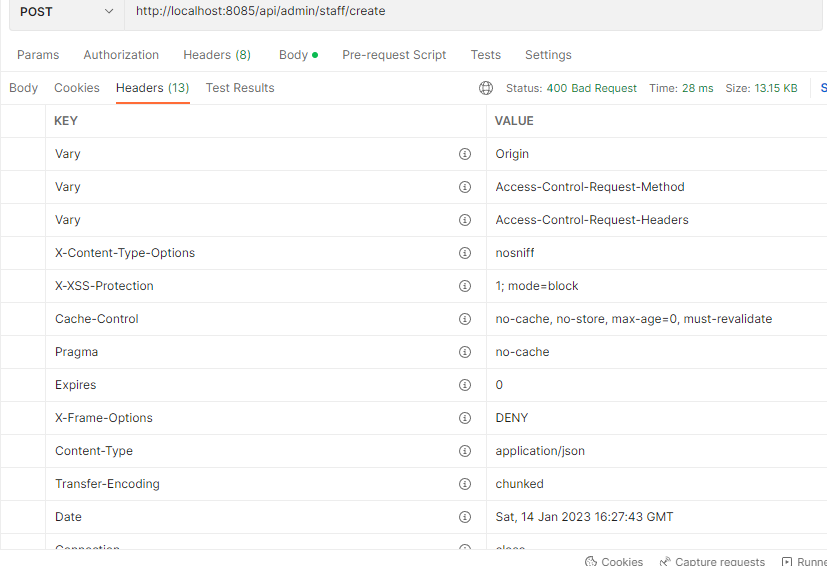 POST http://localhost:8085/api/admin/staff/create
Params Authorization Headers (8) Body Pre-request Script Tests Settings
Body Cookies Headers (13) Test Results Status: 400 Bad Request Time: 28 ms Size: 13.15 KB S
KEY VALUE
Vary Origin
Vary Access-Control-Request-Method
Vary Access-Control-Request-Headers
X-Content-Type-Options nosniff
X-XSS-Protection 1; mode=block
Cache-Control no-cache, no-store, max-age=0, must-revalidate
Pragma no-cache
Expires 0
X-Frame-Options DENY
Content-Type application/json
Transfer-Encoding chunked
Date Sat, 14 Jan 2023 16:27:43 GMT
Connection close
Cookies Capture requests Runne